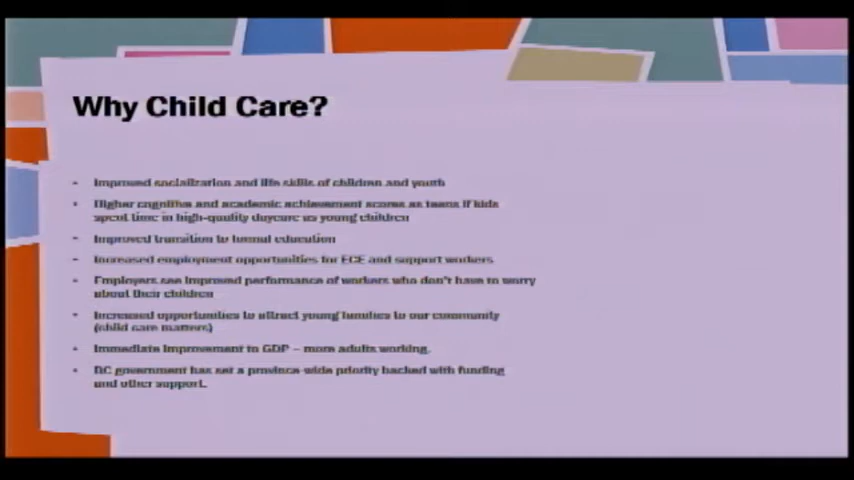 Why Child Care?
• Improved socialization and life skills of children and youth
• Higher cognitive and academic achievement scores as teens if kids
spent time in high-quality daycare as young children
• Improved transition to formal education
• Increased employment opportunities for ECE and support workers
• Employers see improved performance of workers who don't have to worry
about their children
• Increased opportunities to attract young families to our community
(child care matters)
• Immediate improvement to GDP – more adults working.
• BC government has set a province-wide priority backed with funding
and other support.